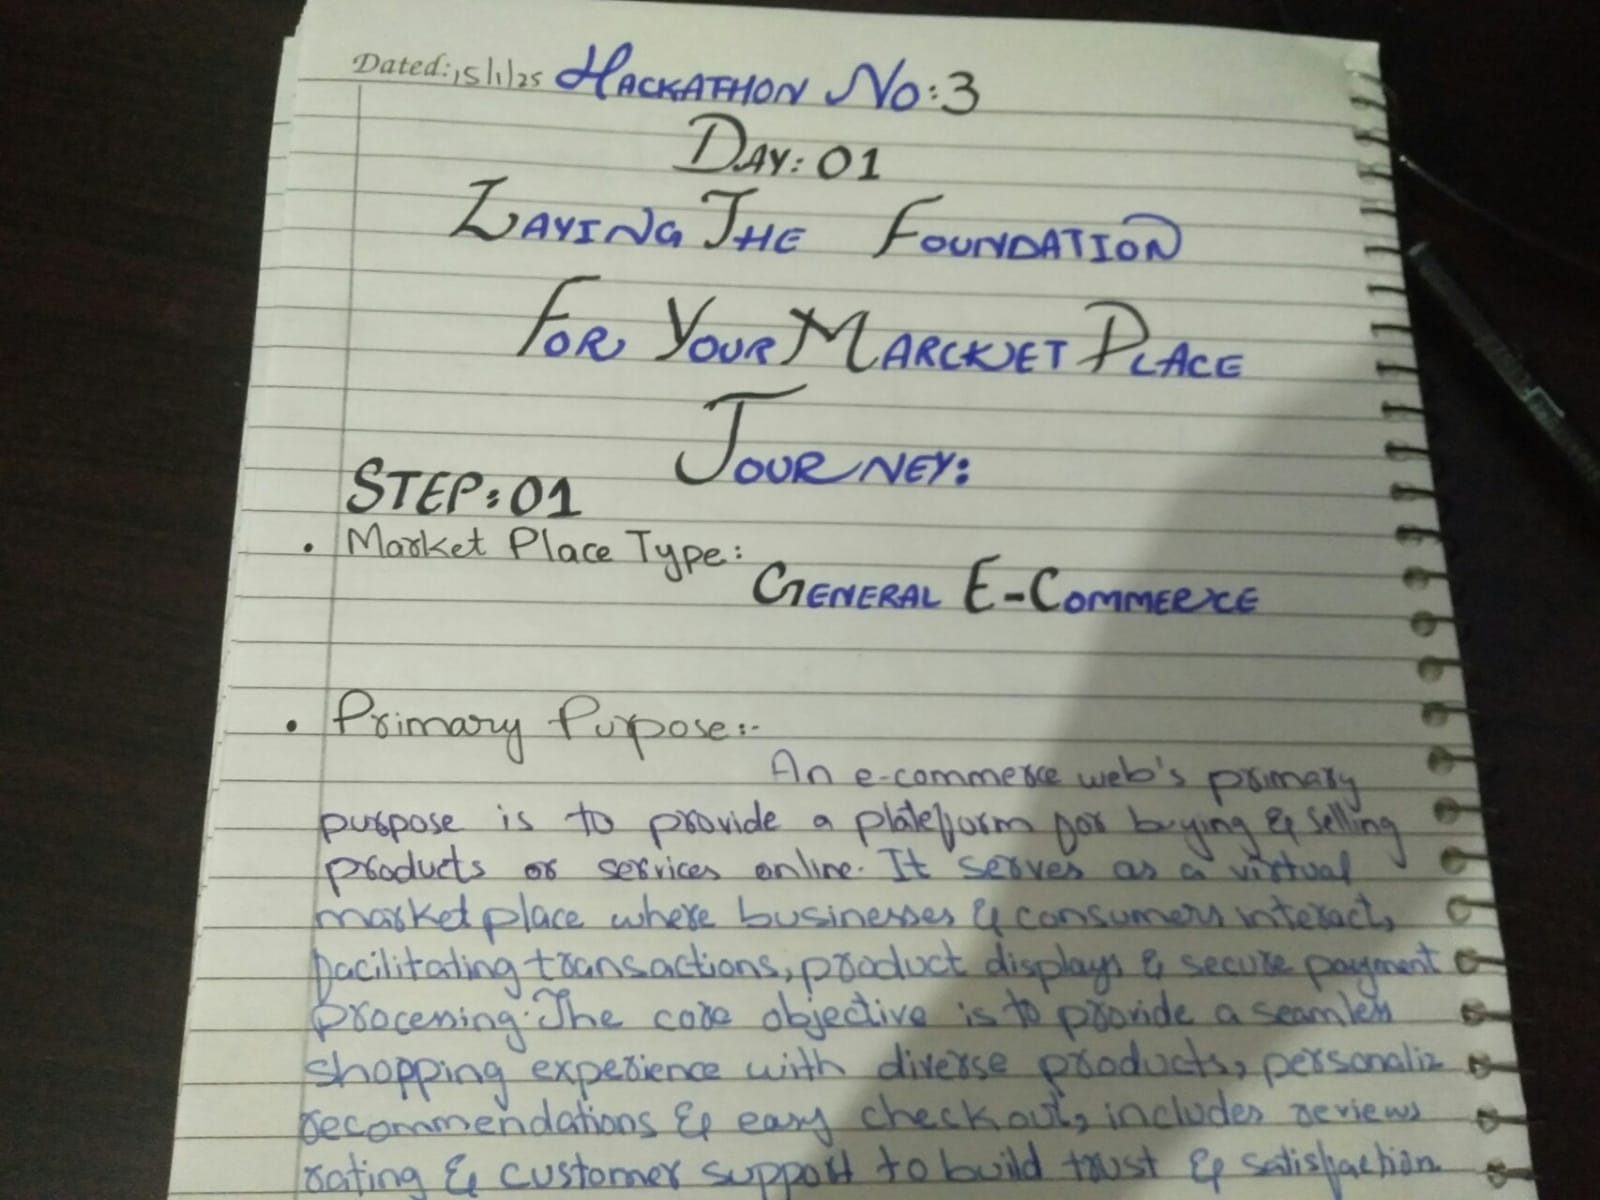 Dated: 15/1/25 HACKATHON NO: 3
DAY: 01
LAYING THE FOUNDATION
FOR YOUR MARCKET PLACE
JOURNEY:
STEP: 01
• Market Place Type:
GENERAL E-COMMERCE
• Primary Purpose:-
An e-commerce web's primary
purpose is to provide a plateform for buying & selling
products or services online. It serves as a virtual
market place where businesses & consumers interact,
facilitating transactions, product displays & secure payment
processing. The core objective is to provide a seamless
shopping experience with diverse products, personaliz
recommendations & easy checkout, includes reviews
rating & customer support to build trust & satisfaction.